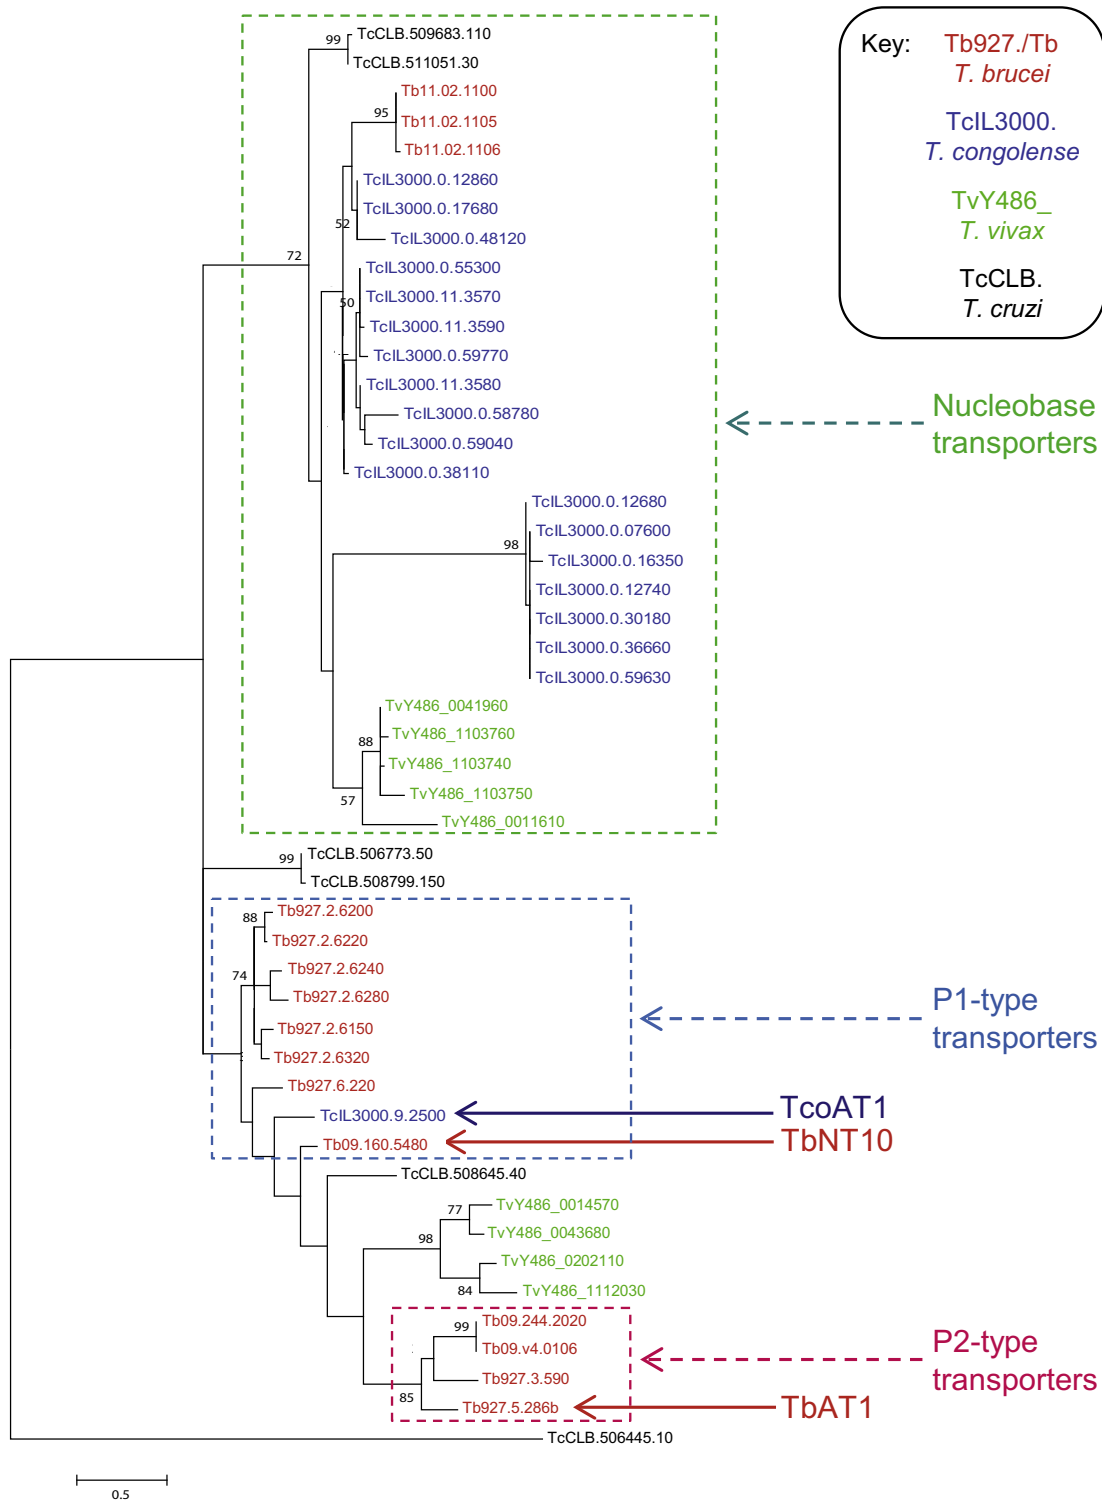 Key:
Tb927./Tb
T. brucei
TcIL3000.
T. congolense
TvY486_
T. vivax
TcCLB.
T. cruzi
99
TcCLB.509683.110
TcCLB.511051.30
Tb11.02.1100
95
Tb11.02.1105
Tb11.02.1106
TcIL3000.0.12860
TcIL3000.0.17680
52
TcIL3000.0.48120
72
TcIL3000.0.55300
50
TcIL3000.11.3570
TcIL3000.11.3590
TcIL3000.0.59770
TcIL3000.11.3580
TcIL3000.0.58780
TcIL3000.0.59040
TcIL3000.0.38110
Nucleobase
transporters
TcIL3000.0.12680
TcIL3000.0.07600
98
TcIL3000.0.16350
TcIL3000.0.12740
TcIL3000.0.30180
TcIL3000.0.36660
TcIL3000.0.59630
TvY486_0041960
TvY486_1103760
88
TvY486_1103740
TvY486_1103750
57
TvY486_0011610
TcCLB.506773.50
99
TcCLB.508799.150
Tb927.2.6200
88
Tb927.2.6220
Tb927.2.6240
74
Tb927.2.6280
Tb927.2.6150
Tb927.2.6320
P1-type
transporters
Tb927.6.220
TcIL3000.9.2500
TcoAT1
Tb09.160.5480
TbNT10
TcCLB.508645.40
TvY486_0014570
77
TvY486_0043680
98
TvY486_0202110
84
TvY486_1112030
Tb09.244.2020
99
Tb09.v4.0106
Tb927.3.590
85
Tb927.5.286b
P2-type
transporters
TbAT1
TcCLB.506445.10
0.5